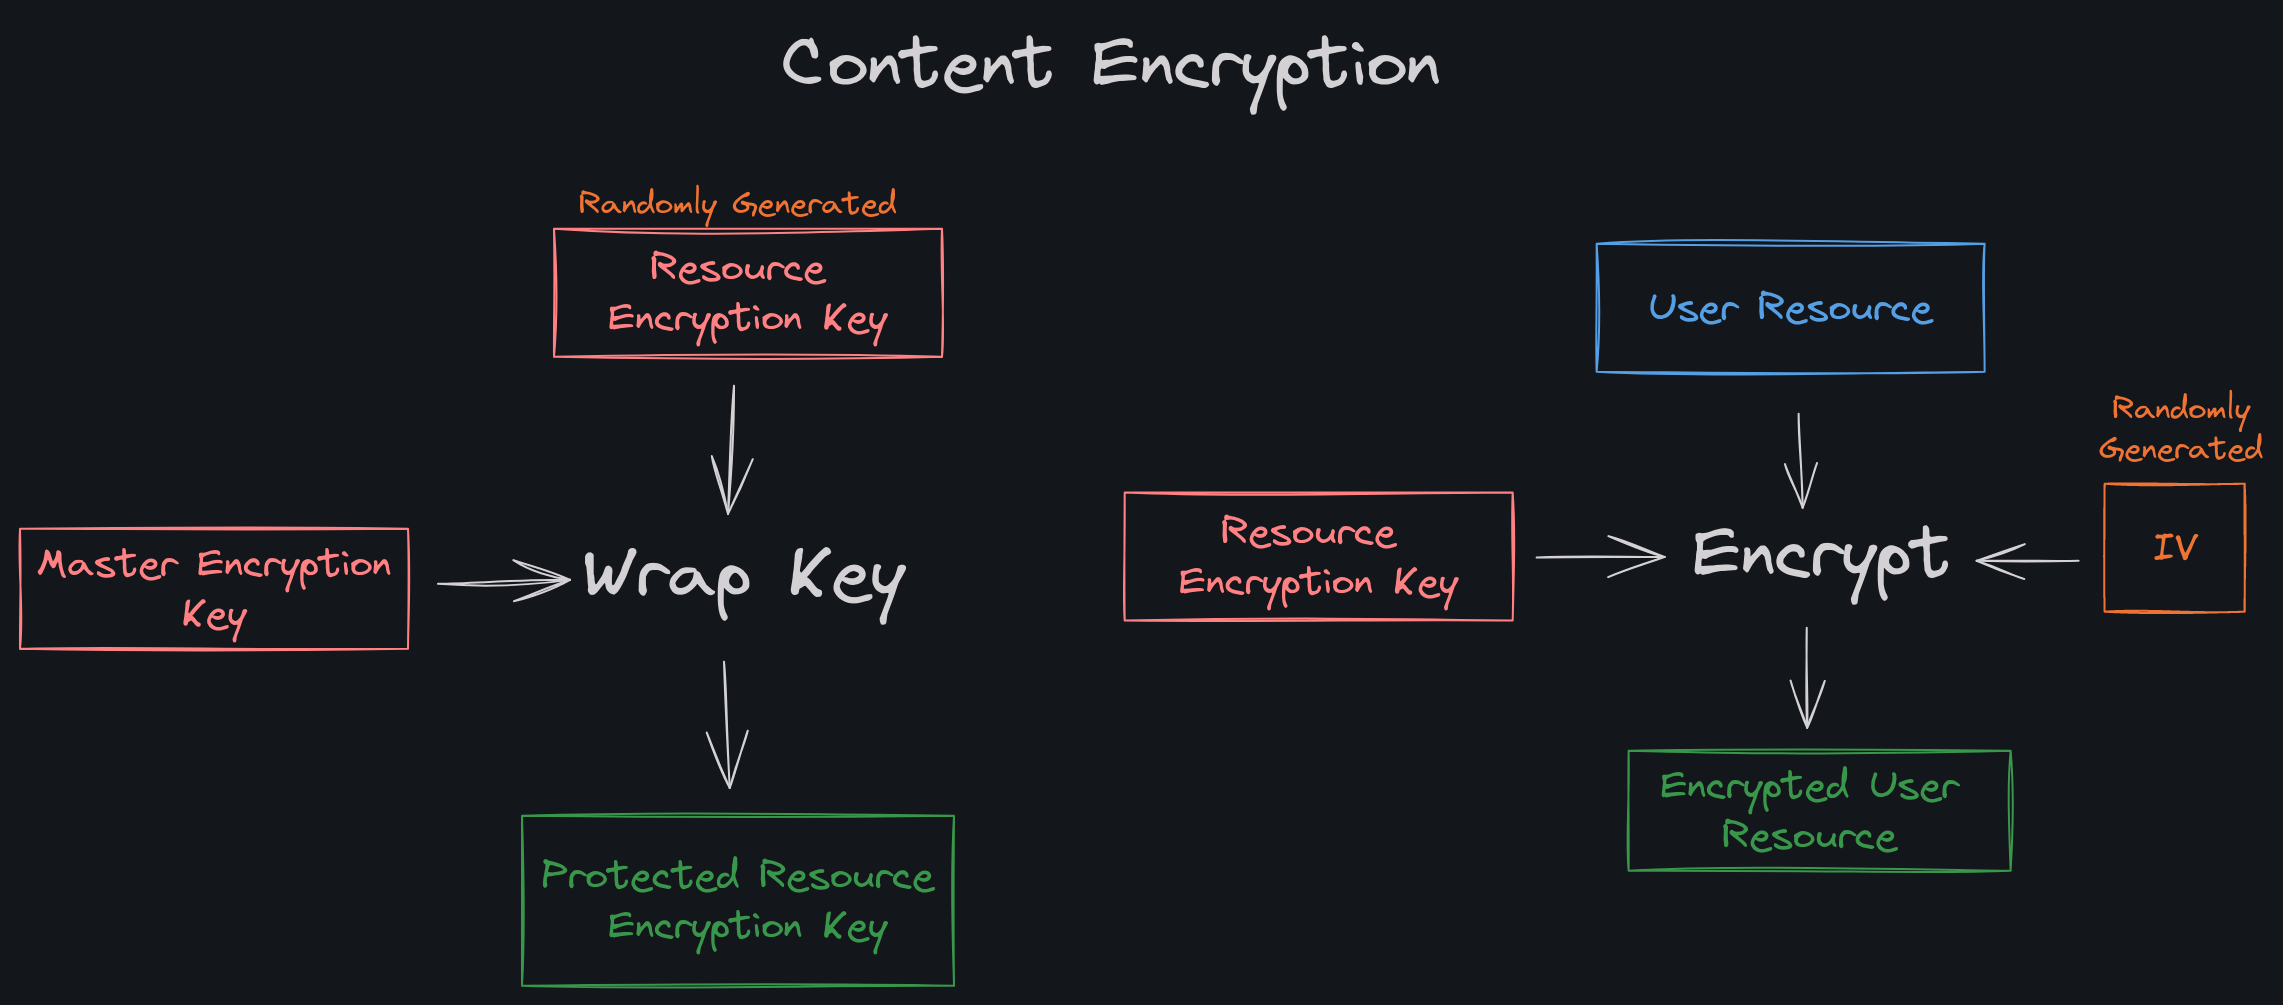 Content Encryption
Randomly Generated
Resource
Encryption Key
Master Encryption
Key
Wrap Key
Protected Resource
Encryption Key
User Resource
Resource
Encryption Key
Encrypt
Randomly
Generated
IV
Encrypted User
Resource